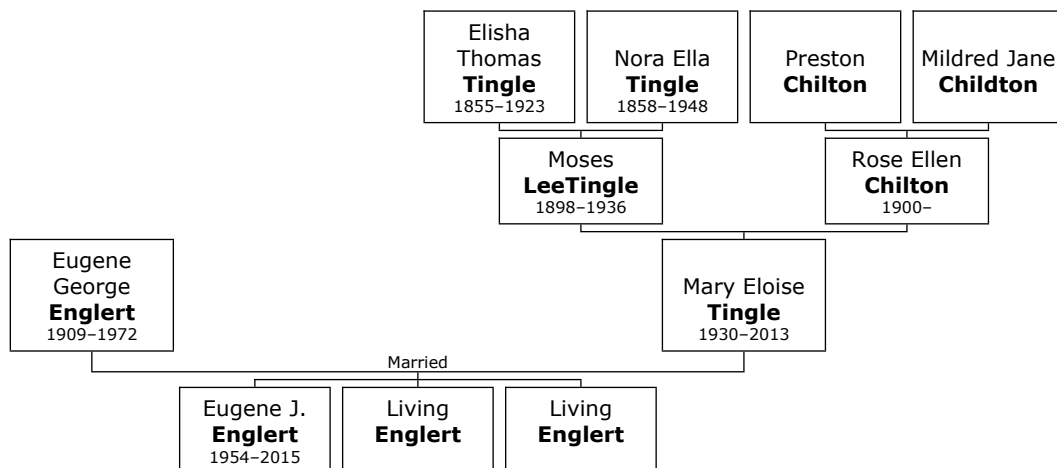 Elisha
Thomas
Tingle
1855–1923
Nora Ella
Tingle
1858–1948
Preston
Chilton
Mildred Jane
Childton
Moses
LeeTingle
1898–1936
Rose Ellen
Chilton
1900–
Eugene
George
Englert
1909–1972
Mary Eloise
Tingle
1930–2013
Married
Eugene J.
Englert
1954–2015
Living
Englert
Living
Englert